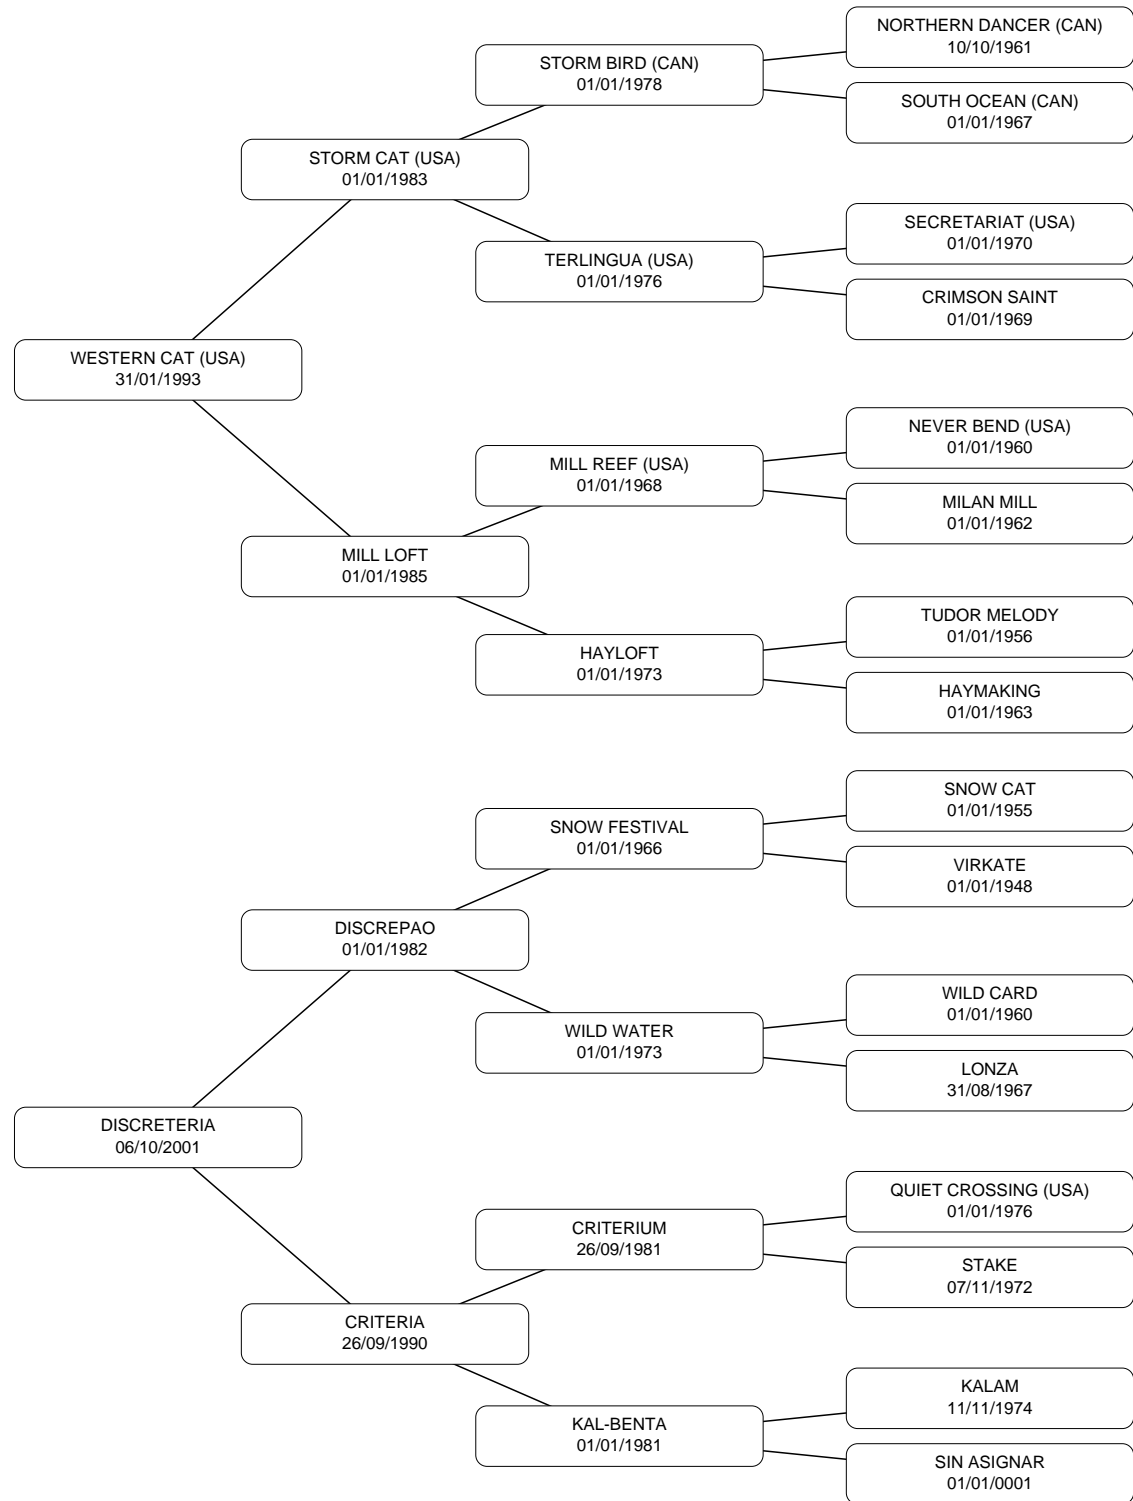 NORTHERN DANCER (CAN)
10/10/1961
STORM BIRD (CAN)
01/01/1978
SOUTH OCEAN (CAN)
01/01/1967
STORM CAT (USA)
01/01/1983
SECRETARIAT (USA)
01/01/1970
TERLINGUA (USA)
01/01/1976
CRIMSON SAINT
01/01/1969
WESTERN CAT (USA)
31/01/1993
NEVER BEND (USA)
01/01/1960
MILL REEF (USA)
01/01/1968
MILAN MILL
01/01/1962
MILL LOFT
01/01/1985
TUDOR MELODY
01/01/1956
HAYLOFT
01/01/1973
HAYMAKING
01/01/1963
SNOW CAT
01/01/1955
SNOW FESTIVAL
01/01/1966
VIRKATE
01/01/1948
DISCREPAO
01/01/1982
WILD CARD
01/01/1960
WILD WATER
01/01/1973
LONZA
31/08/1967
DISCRETERIA
06/10/2001
QUIET CROSSING (USA)
01/01/1976
CRITERIUM
26/09/1981
STAKE
07/11/1972
CRITERIA
26/09/1990
KALAM
11/11/1974
KAL-BENTA
01/01/1981
SIN ASIGNAR
01/01/0001